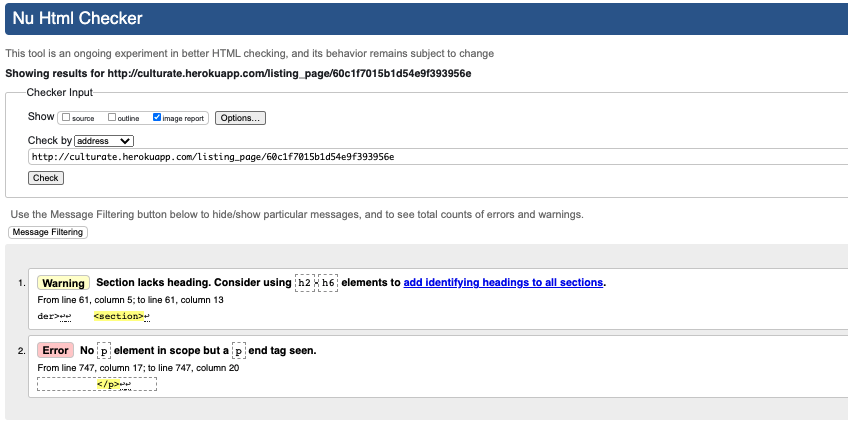 Nu Html Checker
This tool is an ongoing experiment in better HTML checking, and its behavior remains subject to change
Showing results for http://culturate.herokuapp.com/listing_page/60c1f7015b1d54e9f393956e
Checker Input
Show source outline image report Options...
Check by address
http://culturate.herokuapp.com/listing_page/60c1f7015b1d54e9f393956e
Check
Use the Message Filtering button below to hide/show particular messages, and to see total counts of errors and warnings.
Message Filtering
1. Warning Section lacks heading. Consider using h2-h6 elements to add identifying headings to all sections.
From line 61, column 5; to line 61, column 13
der>↩↩ <section>↩
2. Error No p element in scope but a p end tag seen.
From line 747, column 17; to line 747, column 20
</p>↩↩